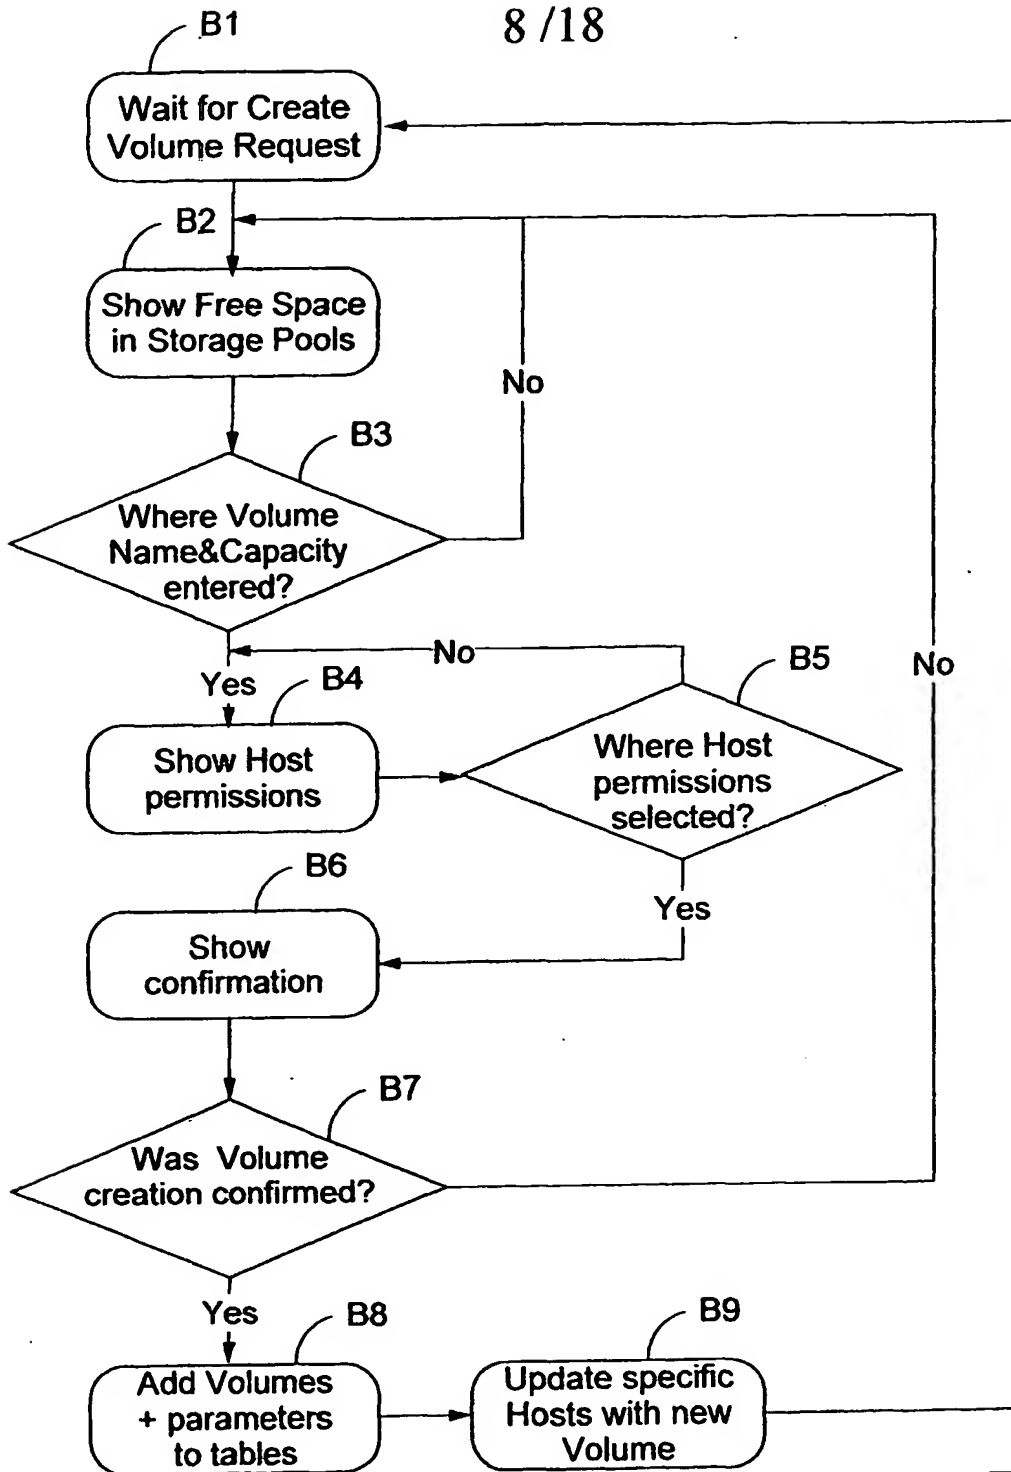 8 /18
B1
Wait for Create
Volume Request
B2
Show Free Space
in Storage Pools
No
B3
Where Volume
Name&Capacity
entered?
No
Yes
B4
B5
No
Show Host
permissions
Where Host
permissions
selected?
B6
Yes
Show
confirmation
B7
Was Volume
creation confirmed?
Yes
B8
B9
Add Volumes
+ parameters
to tables
Update specific
Hosts with new
Volume